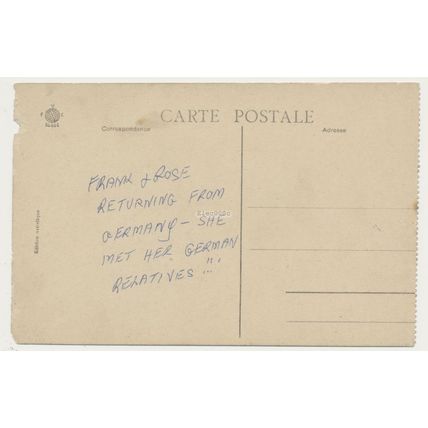 CARTE POSTALE
Correspondance
Adresse
FRANK & ROSE
RETURNING FROM
GERMANY – SHE
MET HER GERMAN
RELATIVES "'"